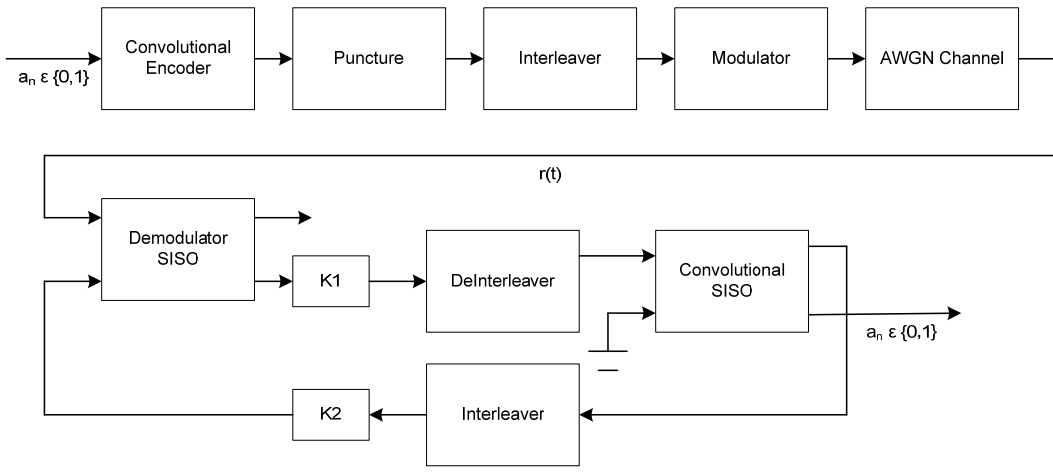 Convolutional
Encoder
Puncture
Interleaver
Modulator
AWGN Channel
aₙ ε {0,1}
r(t)
Demodulator
SISO
K1
DeInterleaver
Convolutional
SISO
aₙ ε {0,1}
K2
Interleaver